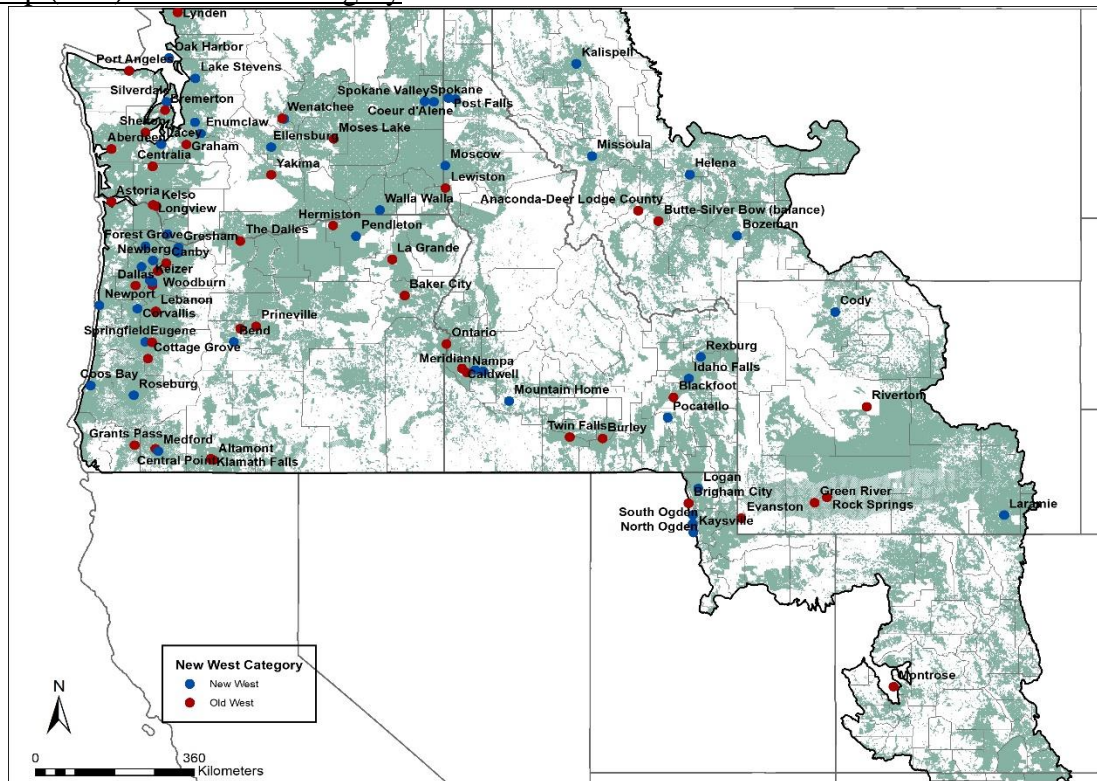 Lynden
Oak Harbor
Port Angeles
Lake Stevens
Kalispell
Silverdale
Bremerton
Spokane Valley
Spokane
Coeur d'Alene
Post Falls
Wenatchee
Enumclaw
Moses Lake
Lacey
Aberdeen
Graham
Ellensburg
Centralia
Yakima
Moscow
Missoula
Helena
Lewiston
Astoria
Kelso
Longview
Walla Walla
Anaconda-Deer Lodge County
Butte-Silver Bow (balance)
Hermiston
Pendleton
Bozeman
Forest Grove
Gresham
The Dalles
Newberg
Canby
La Grande
Dallas
Keizer
Woodburn
Baker City
Newport
Lebanon
Corvallis
Cody
Springfield
Eugene
Prineville
Bend
Cottage Grove
Ontario
Meridian
Nampa
Caldwell
Rexburg
Idaho Falls
Coos Bay
Roseburg
Mountain Home
Blackfoot
Pocatello
Riverton
Grants Pass
Medford
Central Point
Altamont
Klamath Falls
Twin Falls
Burley
Logan
Brigham City
South Ogden
North Ogden
Kaysville
Evanston
Green River
Rock Springs
Laramie
Montrose
New West Category
New West
Old West
N
0
360
Kilometers